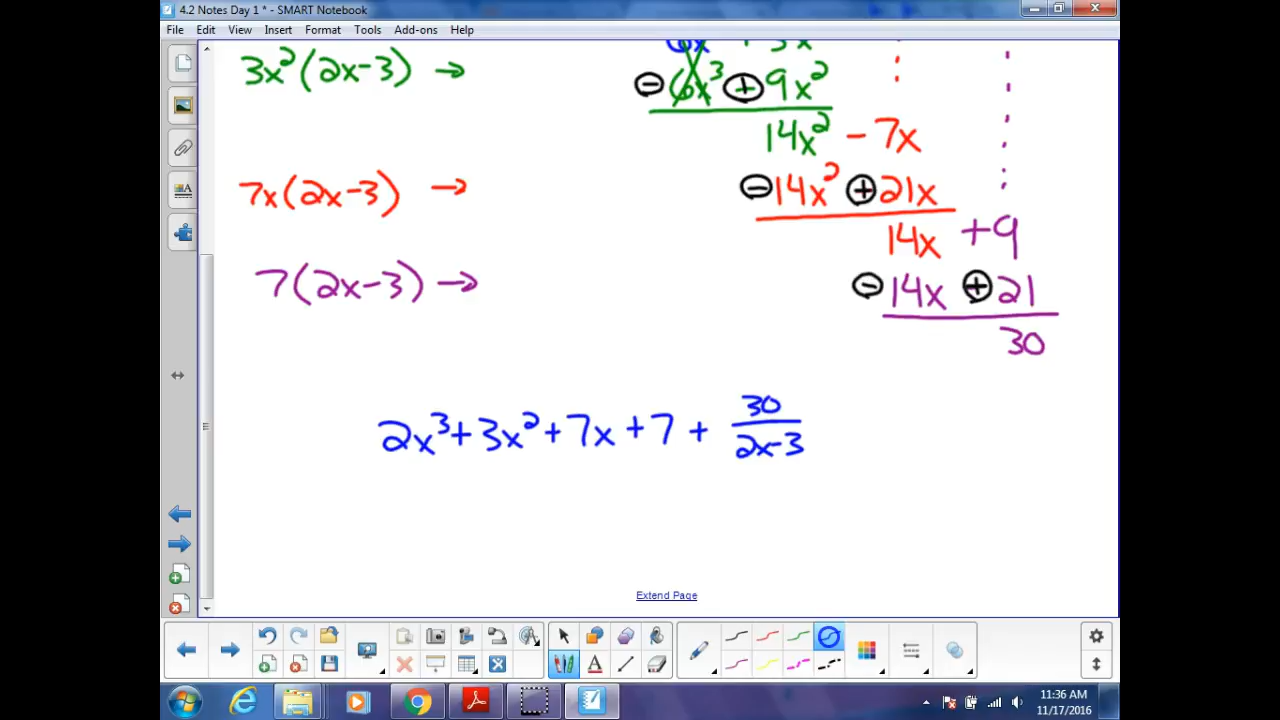 4.2 Notes Day 1 * - SMART Notebook
File Edit View Insert Format Tools Add-ons Help
3x²(2x-3) →
⊖ 6x³ ⊕ 9x²
14x² - 7x
7x(2x-3) →
⊖ 14x² ⊕ 21x
14x + 9
7(2x-3) →
⊖ 14x ⊕ 21
30
2x³ + 3x² + 7x + 7 + 30/(2x-3)
Extend Page
11:36 AM
11/17/2016